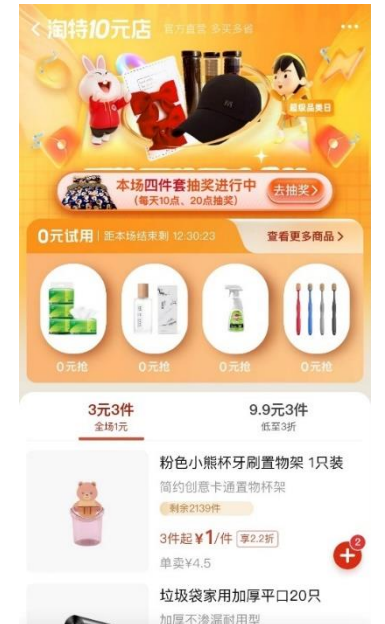 淘特10元店 官方直营 多买多省
超级品类日
本场四件套抽奖进行中
(每天10点、20点抽奖)
去抽奖>
0元试用 距本场结束剩 12:30:23 查看更多商品>
0元抢 0元抢 0元抢 0元抢
3元3件 9.9元3件
全场1元 低至3折
粉色小熊杯牙刷置物架 1只装
简约创意卡通置物杯架
剩余2139件
3件起¥1/件 享2.2折
2
单卖¥4.5
垃圾袋家用加厚平口20只
加厚不渗漏耐用型